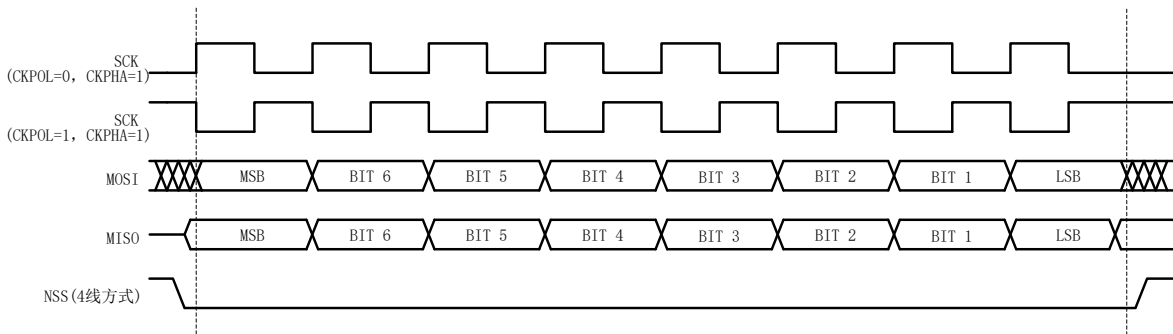 SCK
(CKPOL=0, CKPHA=1)
SCK
(CKPOL=1, CKPHA=1)
MOSI
MSB BIT 6 BIT 5 BIT 4 BIT 3 BIT 2 BIT 1 LSB
MISO
MSB BIT 6 BIT 5 BIT 4 BIT 3 BIT 2 BIT 1 LSB
NSS(4线方式)